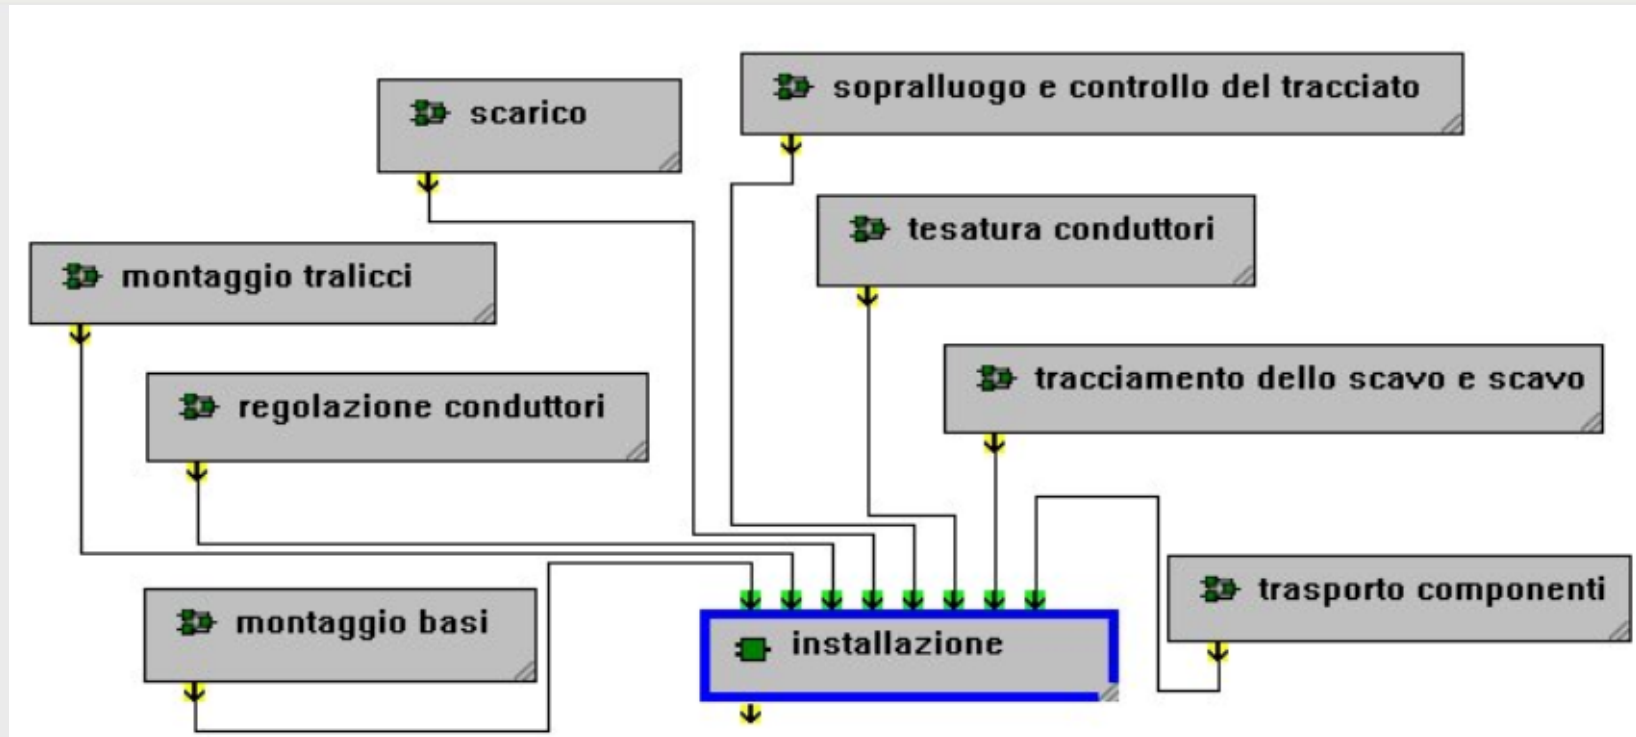 sopralluogo e controllo del tracciato
scarico
tesatura conduttori
montaggio tralicci
tracciamento dello scavo e scavo
regolazione conduttori
trasporto componenti
montaggio basi
installazione